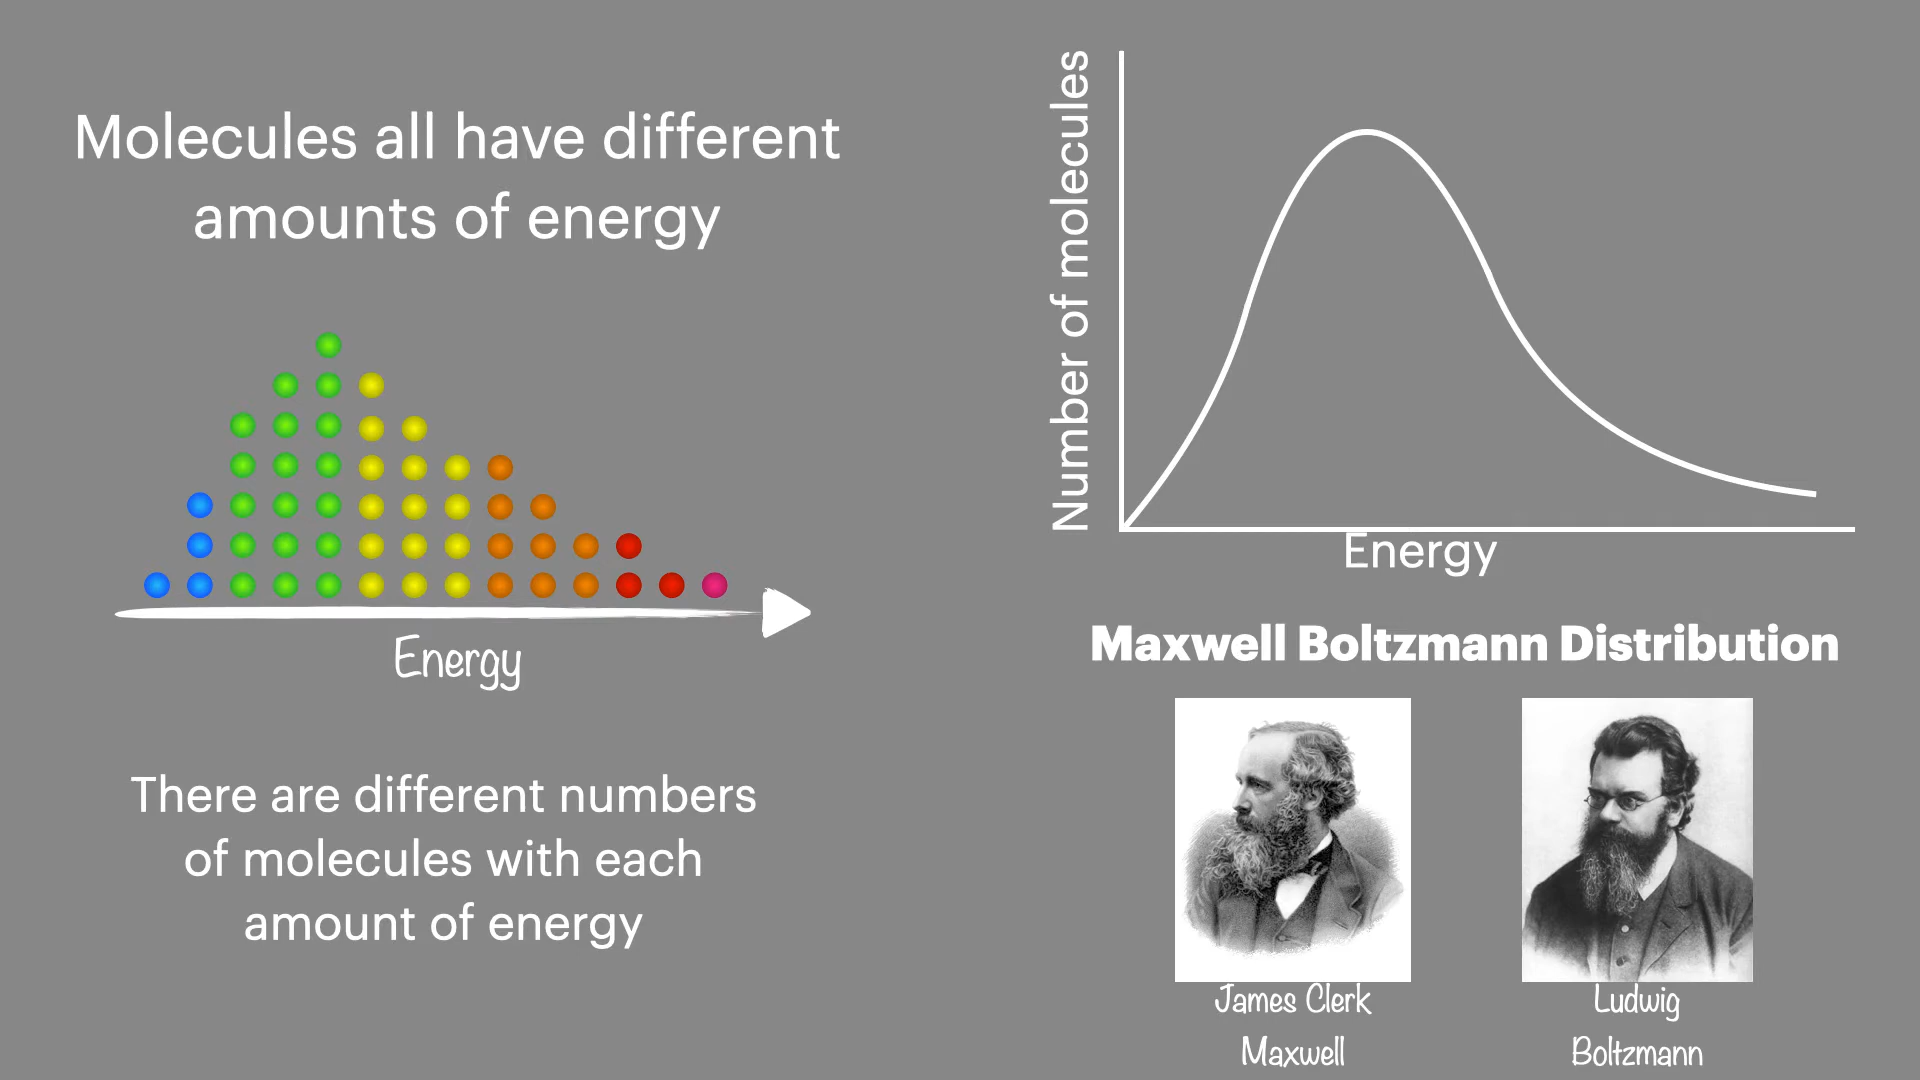 Molecules all have different
amounts of energy
Energy
There are different numbers
of molecules with each
amount of energy
Number of molecules
Energy
Maxwell Boltzmann Distribution
James Clerk
Maxwell
Ludwig
Boltzmann